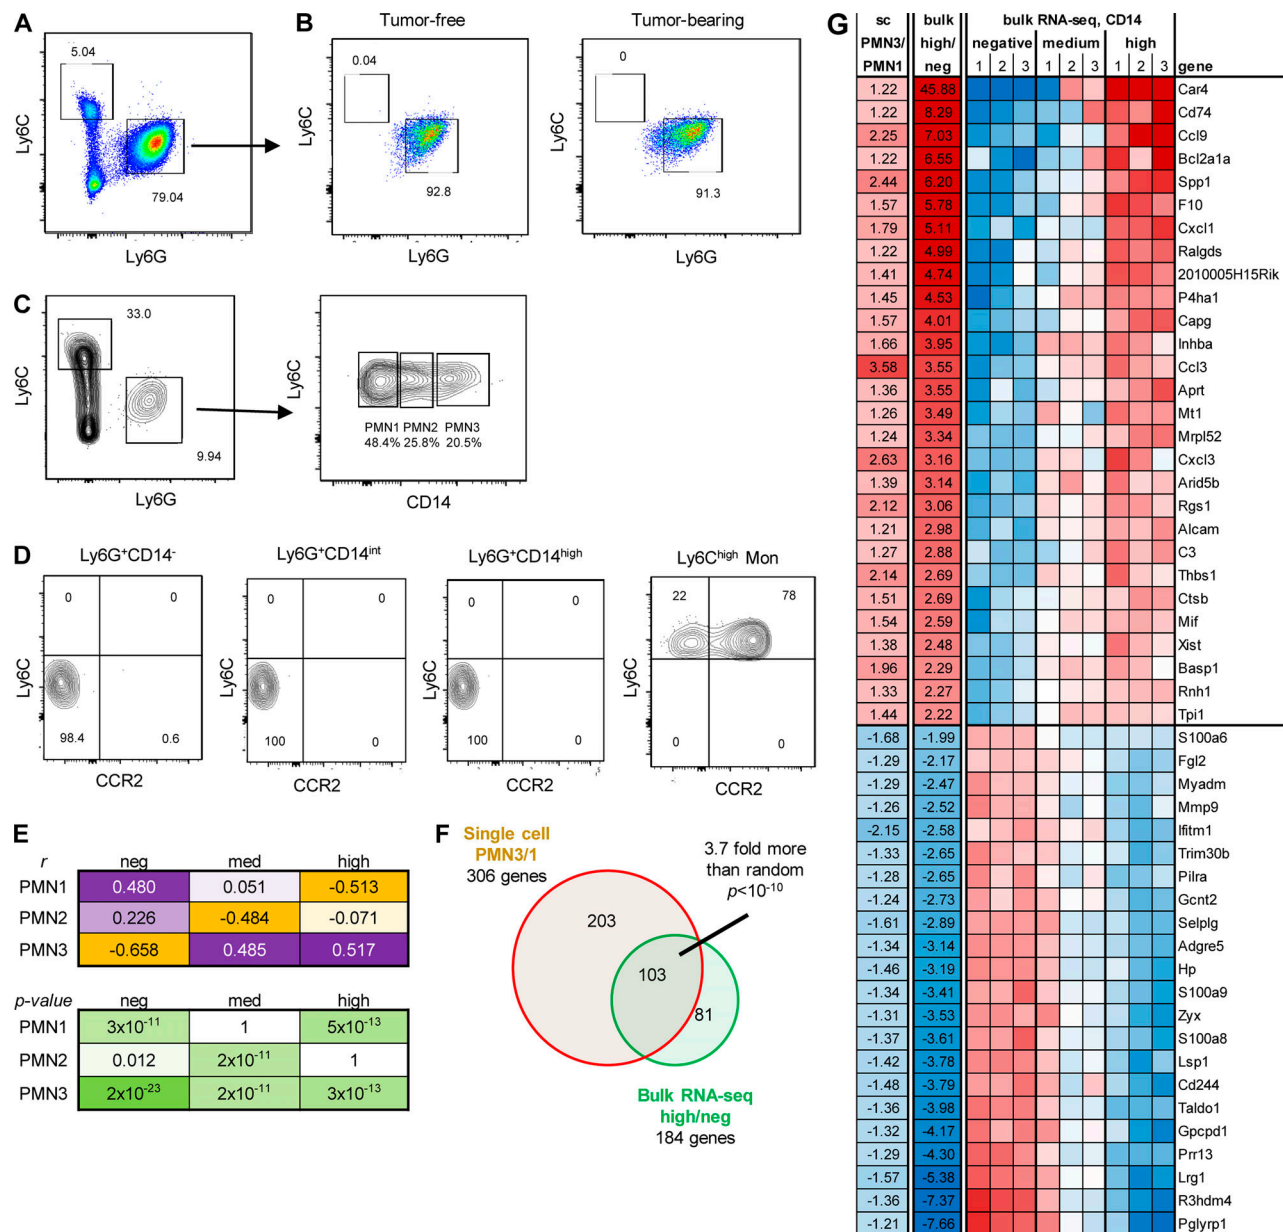 A
5.04
79.04
Ly6C
Ly6G
B
Tumor-free
0.04
92.8
Ly6C
Ly6G
Tumor-bearing
0
91.3
Ly6C
Ly6G
C
33.0
9.94
Ly6C
Ly6G
PMN1 PMN2 PMN3
48.4% 25.8% 20.5%
Ly6C
CD14
D
Ly6G+CD14-
0 0
98.4 0.6
Ly6C
CCR2
Ly6G+CD14int
0 0
100 0
Ly6C
CCR2
Ly6G+CD14high
0 0
100 0
Ly6C
CCR2
Ly6Chigh Mon
22 78
0 0
Ly6C
CCR2
E
r neg med high
PMN1 0.480 0.051 -0.513
PMN2 0.226 -0.484 -0.071
PMN3 -0.658 0.485 0.517
p-value neg med high
PMN1 3x10-11 1 5x10-13
PMN2 0.012 2x10-11 1
PMN3 2x10-23 2x10-11 3x10-13
F
Single cell
PMN3/1
306 genes
3.7 fold more
than random
p<10-10
203
103
81
Bulk RNA-seq
high/neg
184 genes
G
sc bulk bulk RNA-seq, CD14
PMN3/ high/ negative medium high
PMN1 neg 1 2 3 1 2 3 1 2 3 gene
1.22 45.88 Car4
1.22 8.29 Cd74
2.25 7.03 Ccl9
1.22 6.55 Bcl2a1a
2.44 6.20 Spp1
1.57 5.78 F10
1.79 5.11 Cxcl1
1.22 4.99 Ralgds
1.41 4.74 2010005H15Rik
1.45 4.53 P4ha1
1.57 4.01 Capg
1.66 3.95 Inhba
3.58 3.55 Ccl3
1.36 3.55 Aprt
1.26 3.49 Mt1
1.24 3.34 Mrpl52
2.63 3.16 Cxcl3
1.39 3.14 Arid5b
2.12 3.06 Rgs1
1.21 2.98 Alcam
1.27 2.88 C3
2.14 2.69 Thbs1
1.51 2.69 Ctsb
1.54 2.59 Mif
1.38 2.48 Xist
1.96 2.29 Basp1
1.33 2.27 Rnh1
1.44 2.22 Tpi1
-1.68 -1.99 S100a6
-1.29 -2.17 Fgl2
-1.29 -2.47 Myadm
-1.26 -2.52 Mmp9
-2.15 -2.58 Ifitm1
-1.33 -2.65 Trim30b
-1.28 -2.65 Pilra
-1.24 -2.73 Gcnt2
-1.61 -2.89 Selplg
-1.34 -3.14 Adgre5
-1.46 -3.19 Hp
-1.34 -3.41 S100a9
-1.31 -3.53 Zyx
-1.37 -3.61 S100a8
-1.42 -3.78 Lsp1
-1.48 -3.79 Cd244
-1.36 -3.98 Taldo1
-1.32 -4.17 Gpcpd1
-1.29 -4.30 Prr13
-1.57 -5.38 Lrg1
-1.36 -7.37 R3hdm4
-1.21 -7.66 Pglyrp1